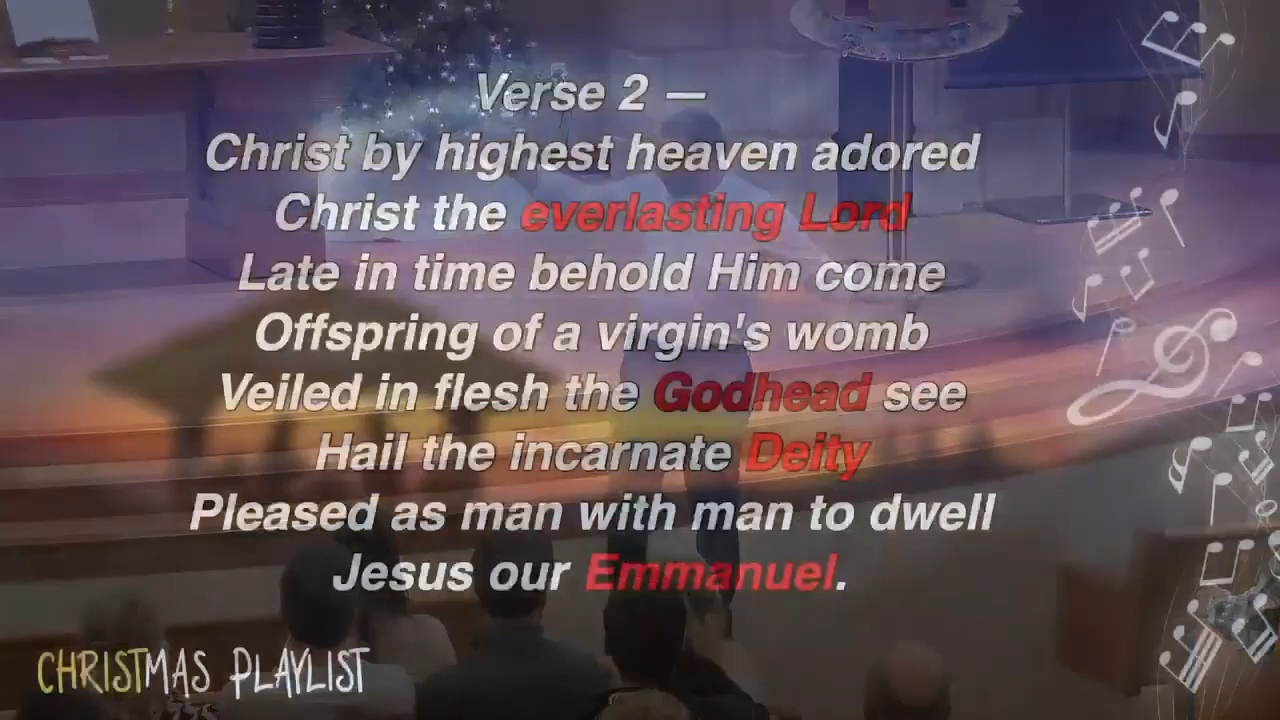 Verse 2 —
Christ by highest heaven adored
Christ the everlasting Lord
Late in time behold Him come
Offspring of a virgin's womb
Veiled in flesh the Godhead see
Hail the incarnate Deity
Pleased as man with man to dwell
Jesus our Emmanuel.
CHRISTMAS PLAYLIST